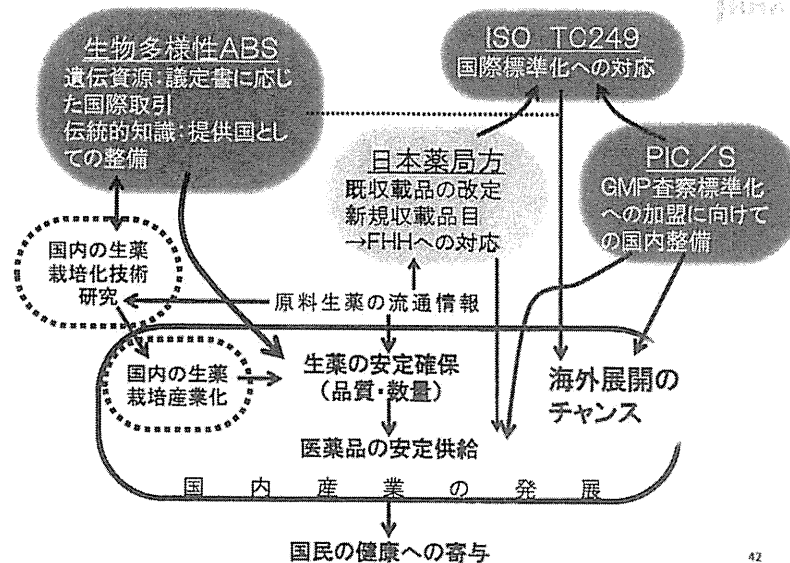 生物多様性ABS
遺伝資源:議定書に応じ
た国際取引
伝統的知識:提供国とし
ての整備
ISO TC249
国際標準化への対応
日本薬局方
既収載品の改定
新規収載品目
→FHHへの対応
PIC/S
GMP査察標準化
への加盟に向けて
の国内整備
国内の生薬
栽培化技術
研究
原料生薬の流通情報
国内の生薬
栽培産業化
生薬の安定確保
(品質・数量)
海外展開の
チャンス
医薬品の安定供給
国内産業の発展
国民の健康への寄与
42